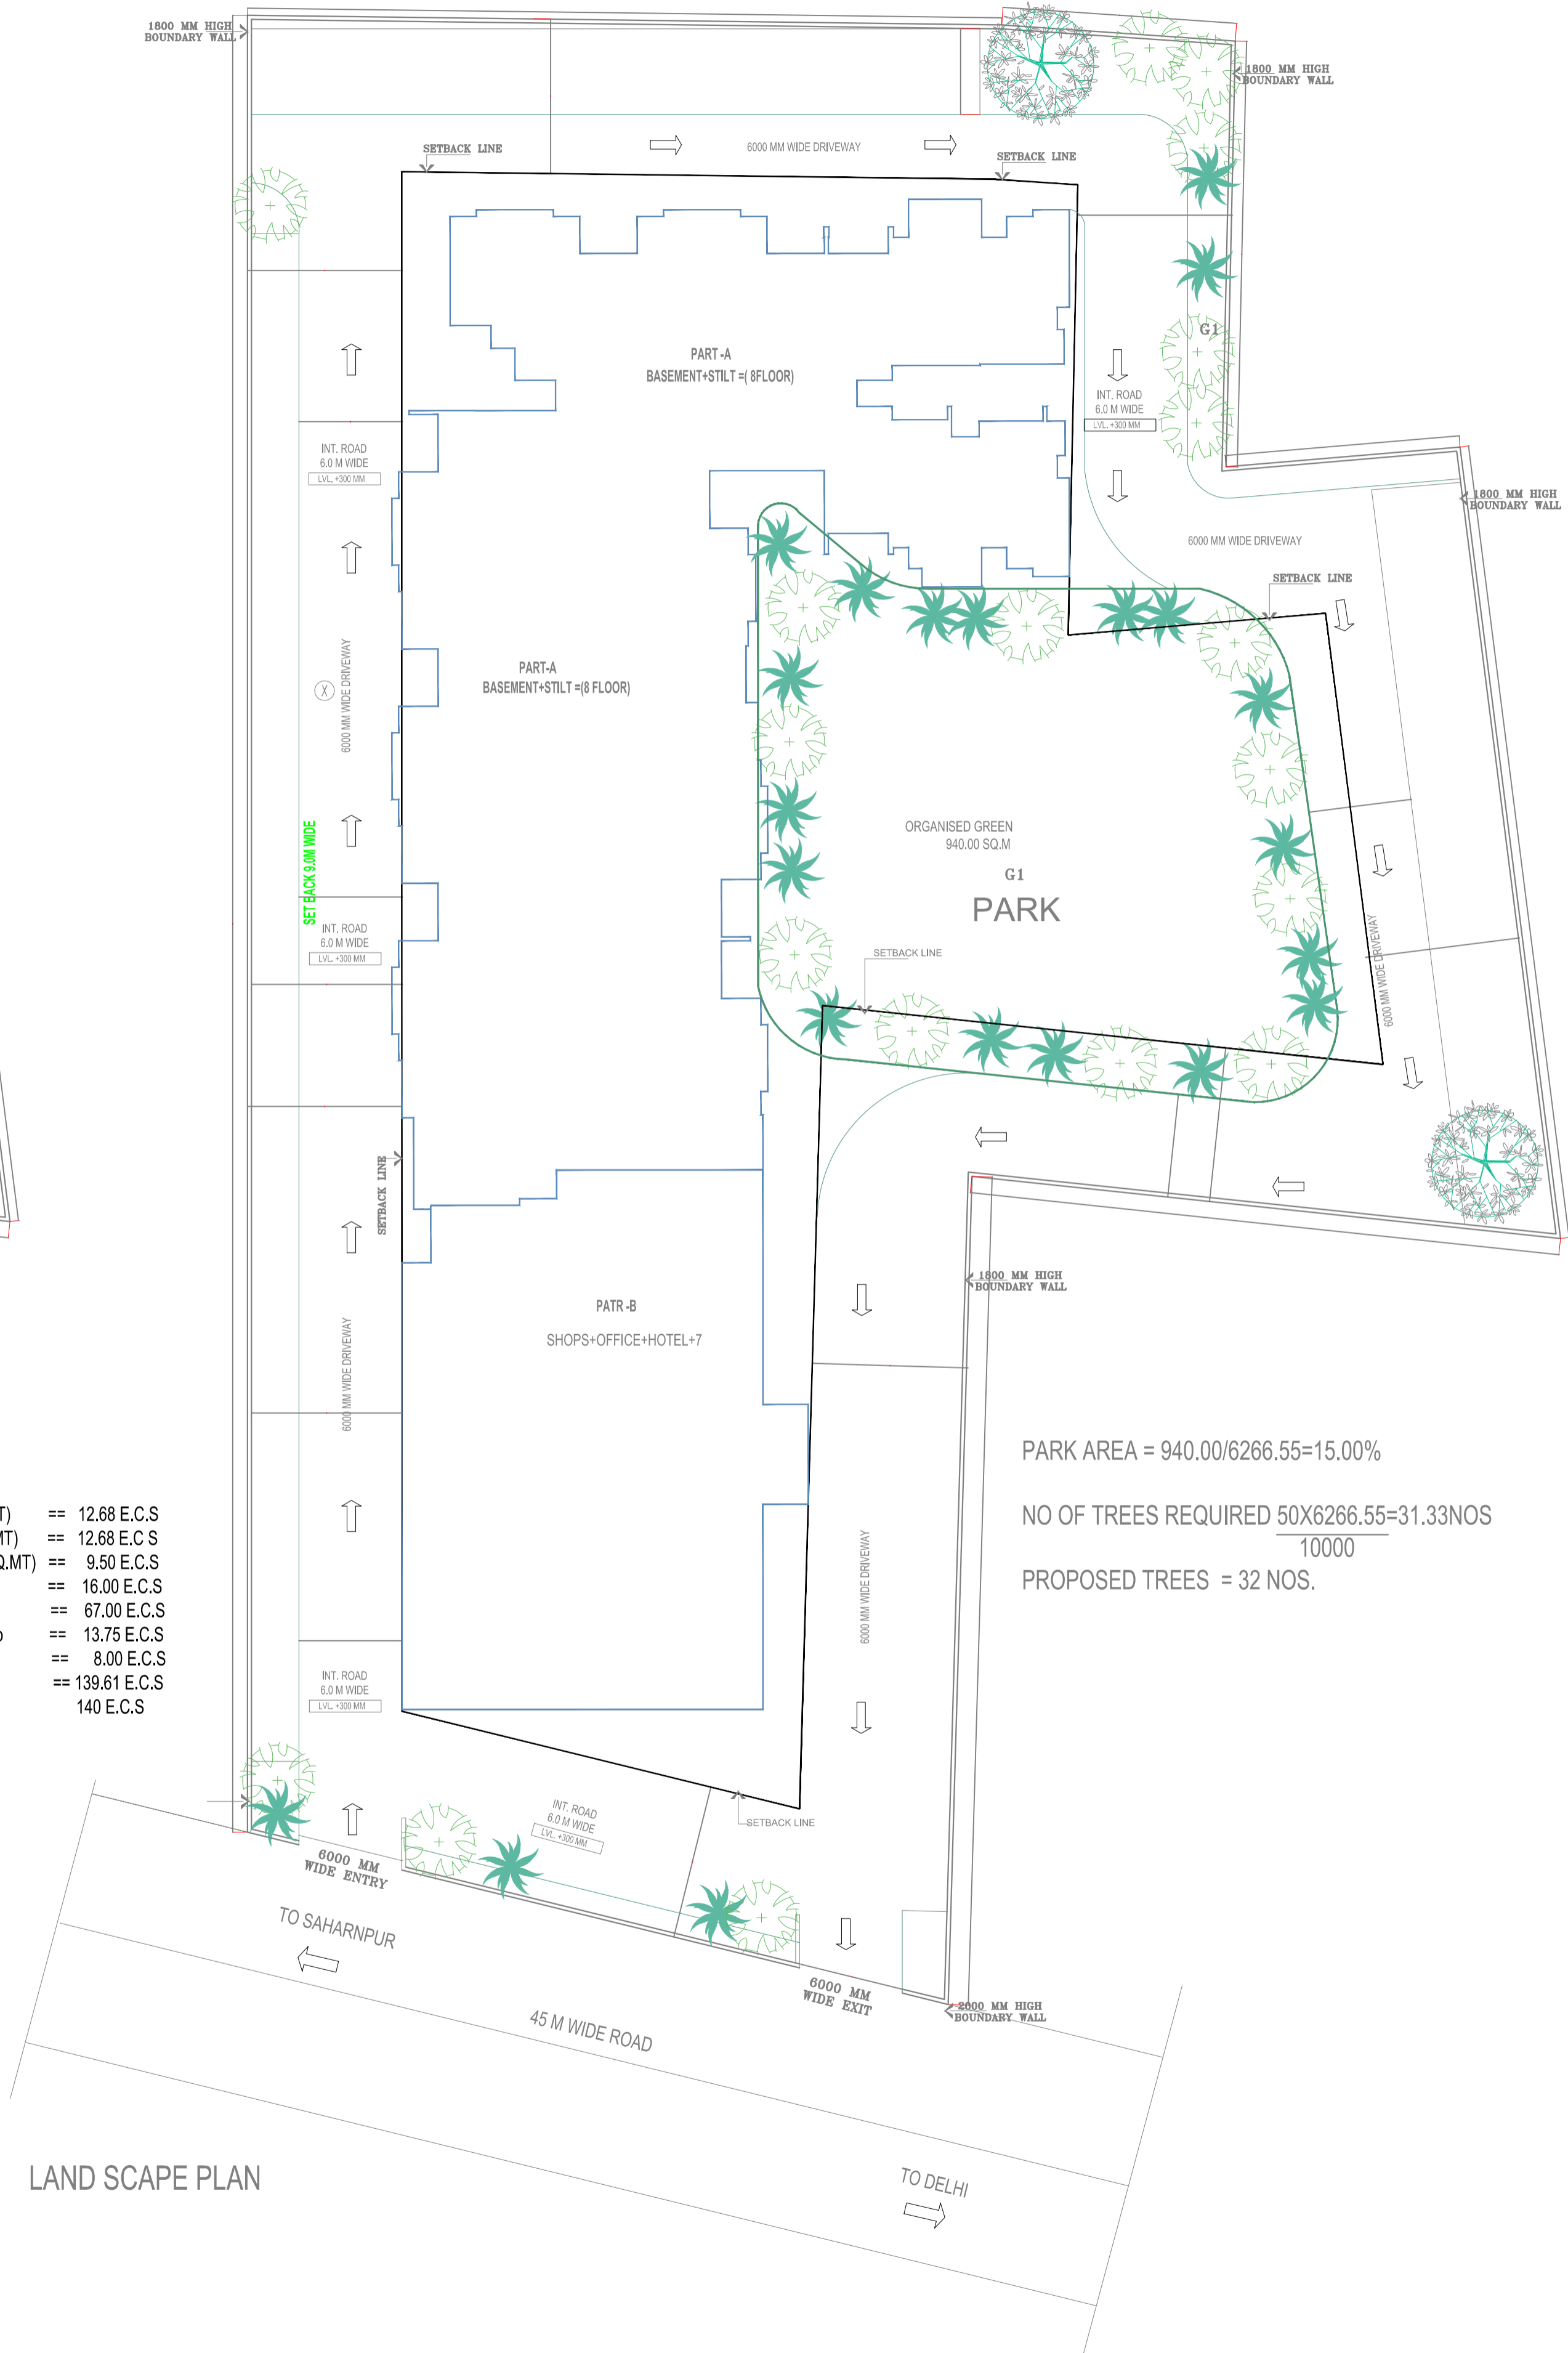 1800 MM HIGH
BOUNDARY WALL
1800 MM HIGH
BOUNDARY WALL
SETBACK LINE
6000 MM WIDE DRIVEWAY
SETBACK LINE
G1
PART -A
BASEMENT+STILT =( 8FLOOR)
INT. ROAD
6.0 M WIDE
LVL. +300 MM
INT. ROAD
6.0 M WIDE
LVL. +300 MM
1800 MM HIGH
BOUNDARY WALL
6000 MM WIDE DRIVEWAY
SETBACK LINE
PART-A
BASEMENT+STILT =(8 FLOOR)
X
6000 MM WIDE DRIVEWAY
SET BACK 9.0M WIDE
ORGANISED GREEN
940.00 SQ.M
G1
PARK
INT. ROAD
6.0 M WIDE
LVL. +300 MM
SETBACK LINE
6000 MM WIDE DRIVEWAY
SETBACK LINE
1800 MM HIGH
BOUNDARY WALL
PATR -B
SHOPS+OFFICE+HOTEL+7
6000 MM WIDE DRIVEWAY
PARK AREA = 940.00/6266.55=15.00%
NO OF TREES REQUIRED 50X6266.55=31.33NOS
10000
PROPOSED TREES = 32 NOS.
T) == 12.68 E.C.S
MT) == 12.68 E.C S
Q.MT) == 9.50 E.C.S
== 16.00 E.C.S
== 67.00 E.C.S
== 13.75 E.C.S
== 8.00 E.C.S
== 139.61 E.C.S
140 E.C.S
6000 MM WIDE DRIVEWAY
INT. ROAD
6.0 M WIDE
LVL. +300 MM
INT. ROAD
6.0 M WIDE
LVL. +300 MM
SETBACK LINE
6000 MM
WIDE ENTRY
TO SAHARNPUR
6000 MM
WIDE EXIT
2000 MM HIGH
BOUNDARY WALL
45 M WIDE ROAD
LAND SCAPE PLAN
TO DELHI